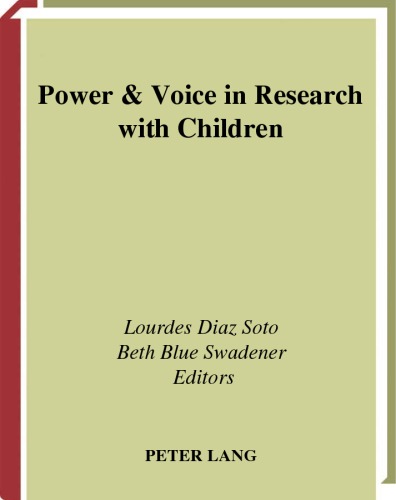 Power & Voice in Research
with Children
Lourdes Diaz Soto
Beth Blue Swadener
Editors
PETER LANG